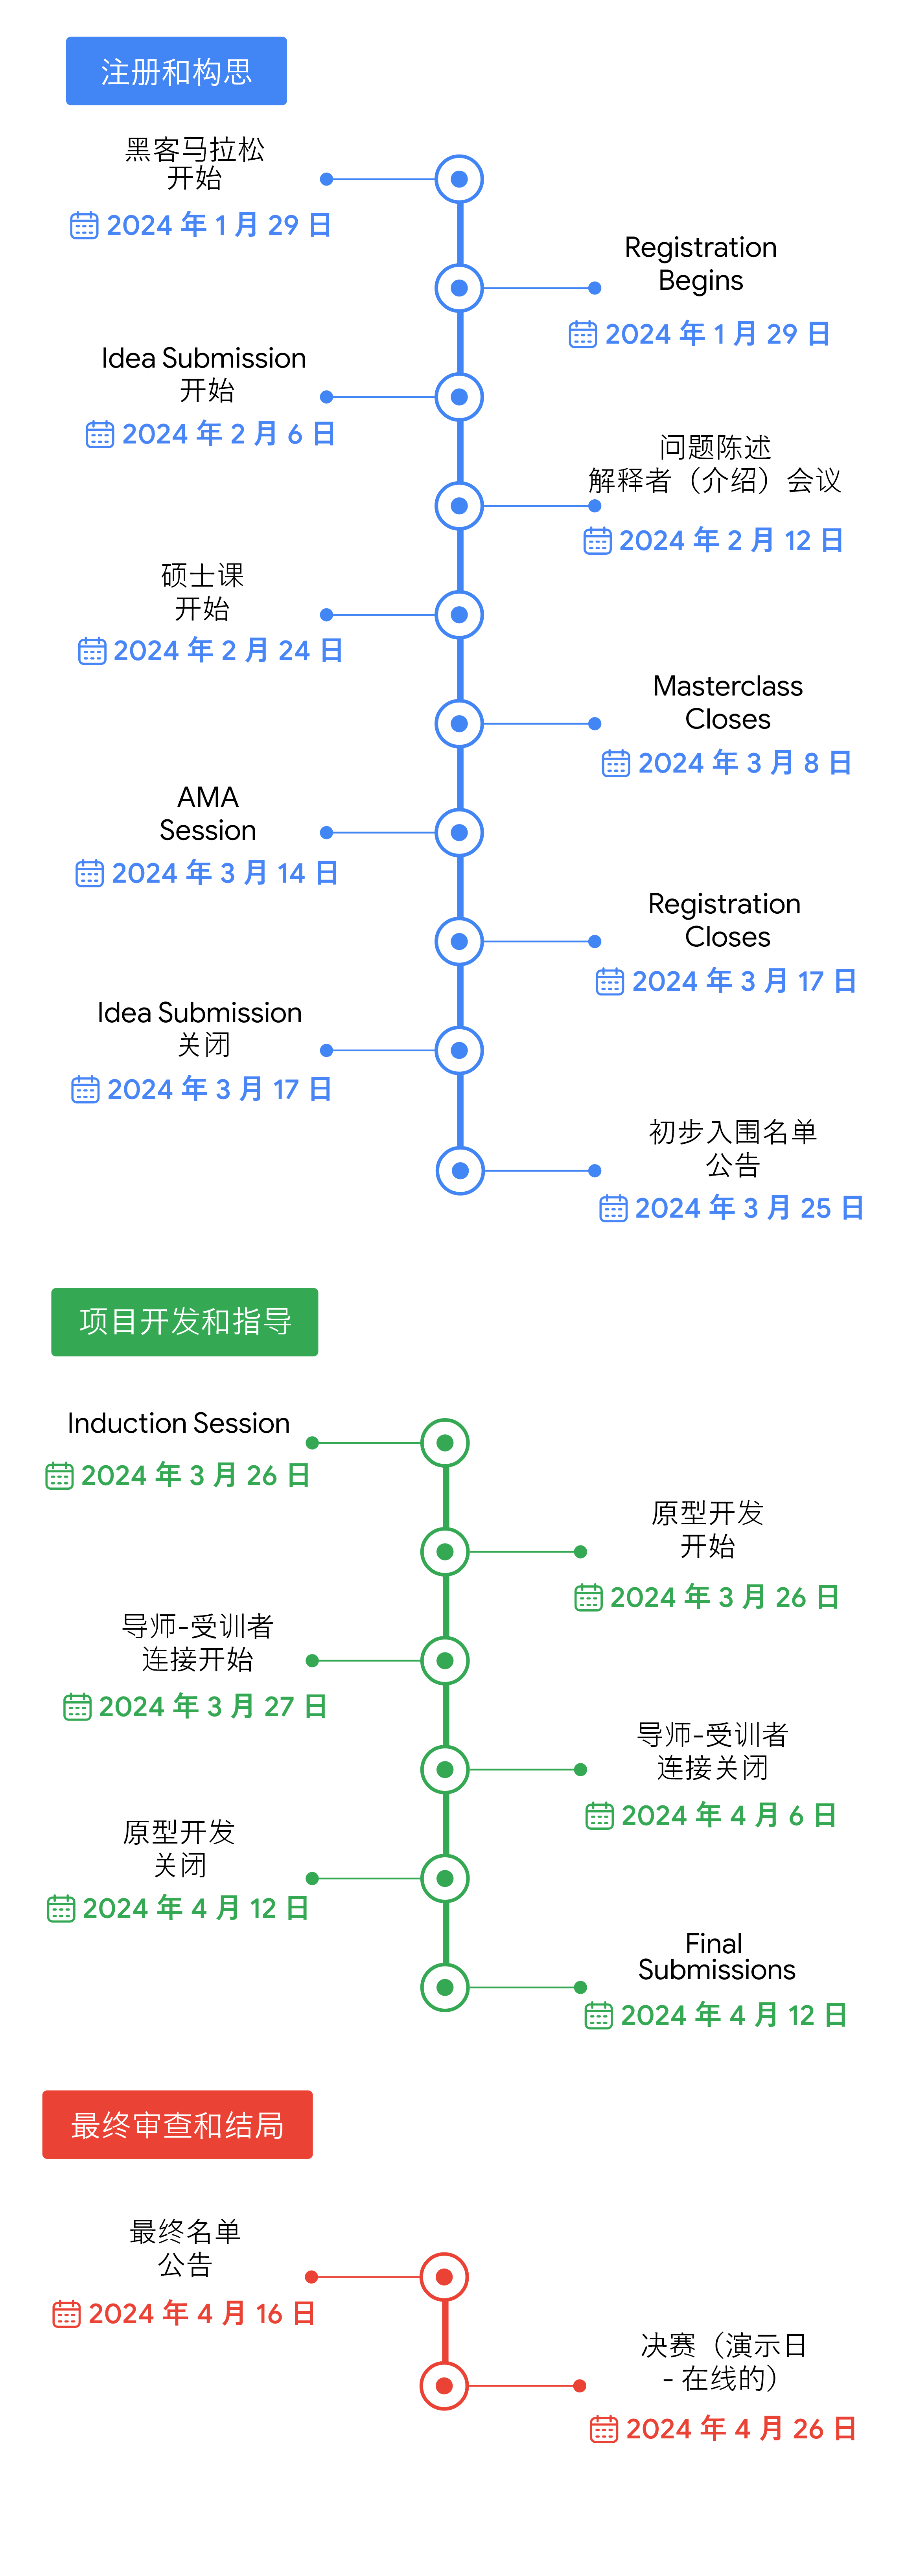 注册和构思
黑客马拉松
开始
2024 年 1 月 29 日
Registration
Begins
2024 年 1 月 29 日
Idea Submission
开始
2024 年 2 月 6 日
问题陈述
解释者（介绍）会议
2024 年 2 月 12 日
硕士课
开始
2024 年 2 月 24 日
Masterclass
Closes
2024 年 3 月 8 日
AMA
Session
2024 年 3 月 14 日
Registration
Closes
2024 年 3 月 17 日
Idea Submission
关闭
2024 年 3 月 17 日
初步入围名单
公告
2024 年 3 月 25 日
项目开发和指导
Induction Session
2024 年 3 月 26 日
原型开发
开始
2024 年 3 月 26 日
导师-受训者
连接开始
2024 年 3 月 27 日
导师-受训者
连接关闭
2024 年 4 月 6 日
原型开发
关闭
2024 年 4 月 12 日
Final
Submissions
2024 年 4 月 12 日
最终审查和结局
最终名单
公告
2024 年 4 月 16 日
决赛（演示日
- 在线的）
2024 年 4 月 26 日